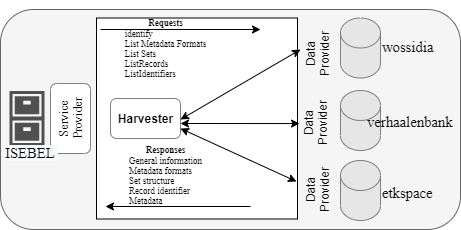 Requests
identify
List Metadata Formats
List Sets
ListRecords
ListIdentifiers
Data
Provider
wossidia
ISEBEL
Service
Provider
Harvester
Data
Provider
verhaalenbank
Responses
General information
Metadata formats
Set structure
Record identifier
Metadata
Data
Provider
etkspace